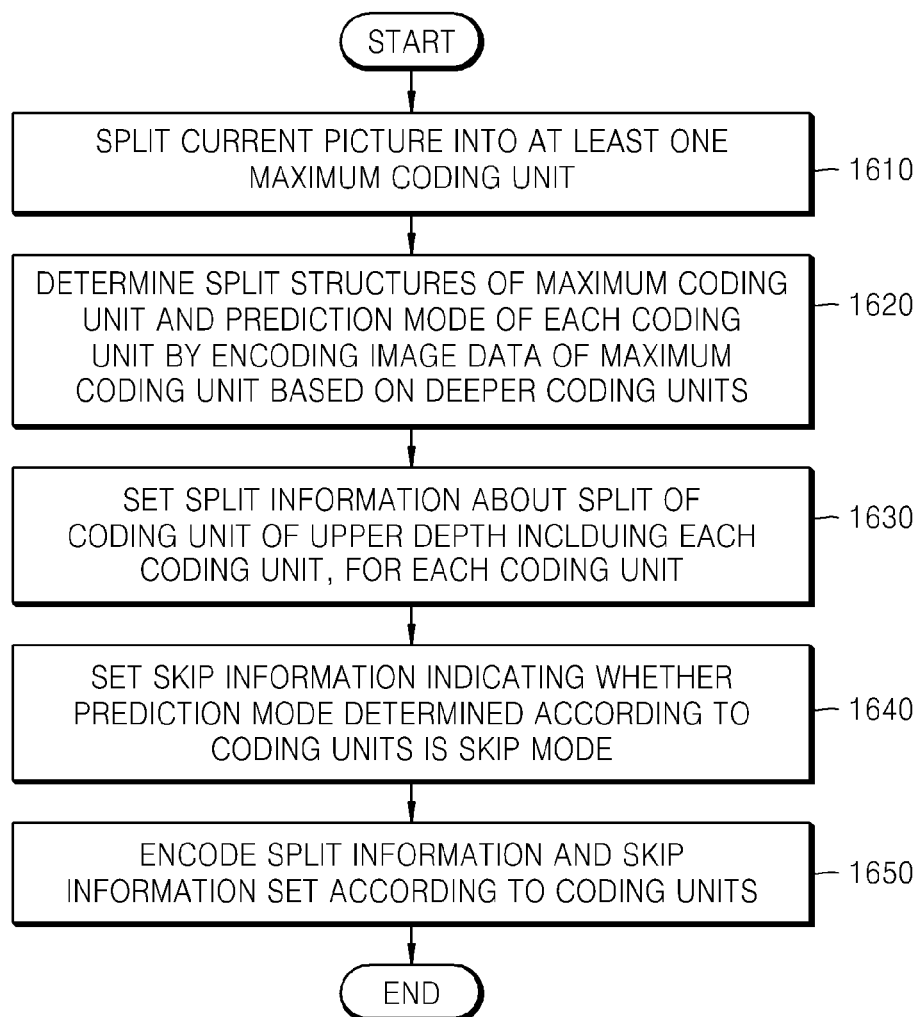 START
SPLIT CURRENT PICTURE INTO AT LEAST ONE
MAXIMUM CODING UNIT
1610
DETERMINE SPLIT STRUCTURES OF MAXIMUM CODING
UNIT AND PREDICTION MODE OF EACH CODING
UNIT BY ENCODING IMAGE DATA OF MAXIMUM
CODING UNIT BASED ON DEEPER CODING UNITS
1620
SET SPLIT INFORMATION ABOUT SPLIT OF
CODING UNIT OF UPPER DEPTH INCLDUING EACH
CODING UNIT, FOR EACH CODING UNIT
1630
SET SKIP INFORMATION INDICATING WHETHER
PREDICTION MODE DETERMINED ACCORDING TO
CODING UNITS IS SKIP MODE
1640
ENCODE SPLIT INFORMATION AND SKIP
INFORMATION SET ACCORDING TO CODING UNITS
1650
END